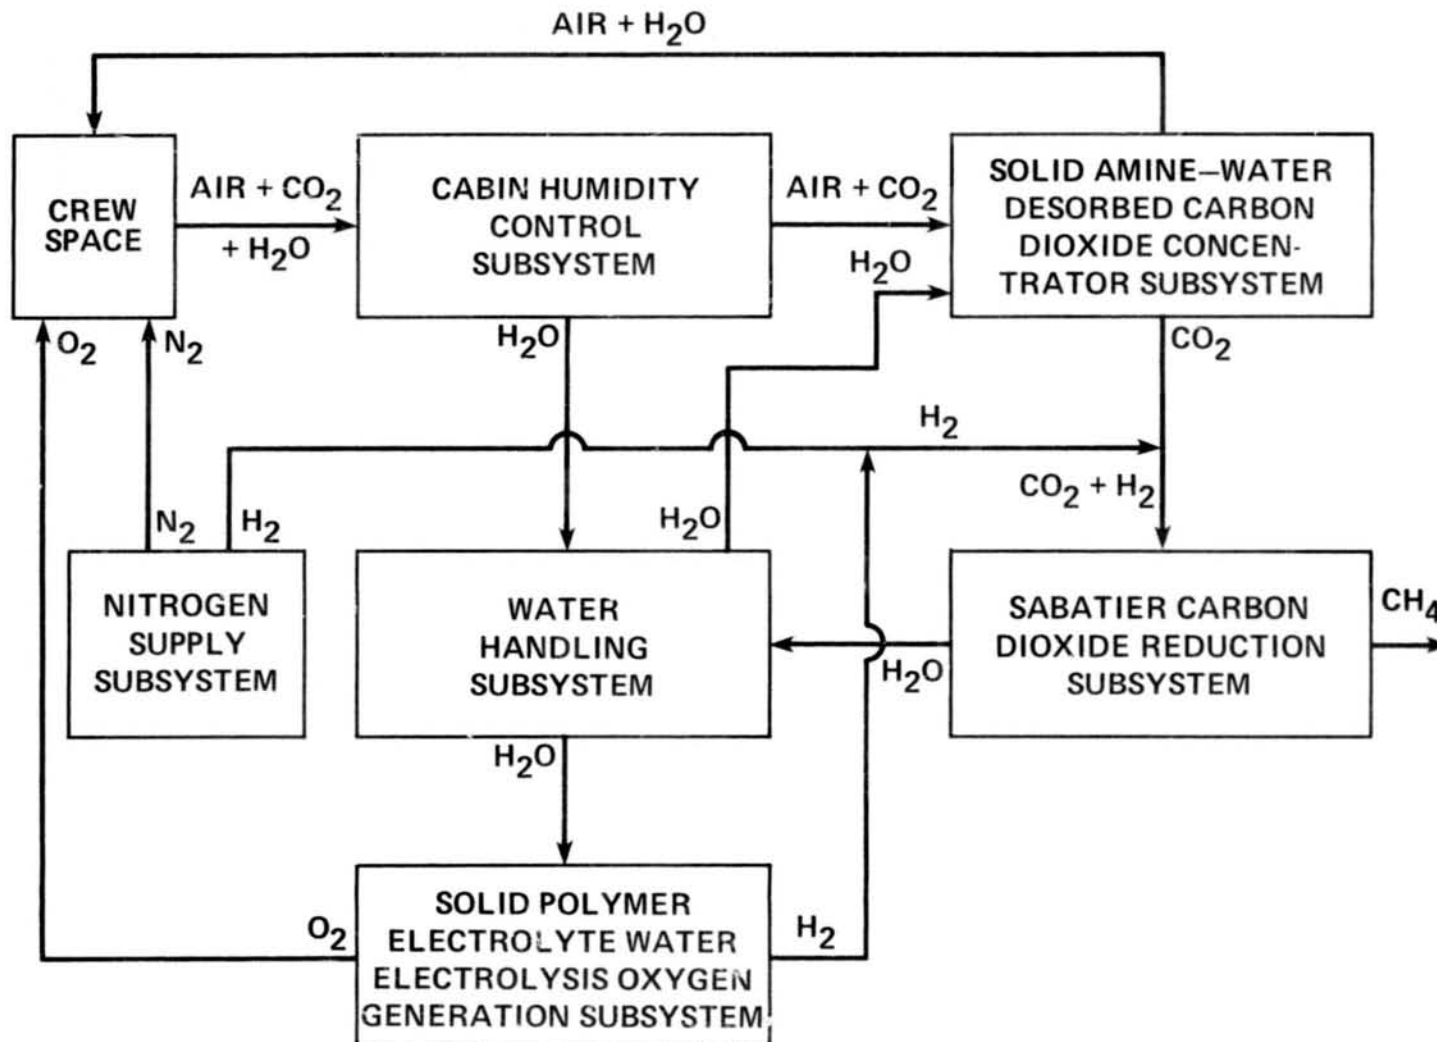 AIR + H₂O
CREW
SPACE
AIR + CO₂
+ H₂O
CABIN HUMIDITY
CONTROL
SUBSYSTEM
AIR + CO₂
H₂O
SOLID AMINE–WATER
DESORBED CARBON
DIOXIDE CONCEN-
TRATOR SUBSYSTEM
O₂
N₂
H₂O
CO₂
H₂
CO₂ + H₂
N₂
H₂
H₂O
NITROGEN
SUPPLY
SUBSYSTEM
WATER
HANDLING
SUBSYSTEM
H₂O
SABATIER CARBON
DIOXIDE REDUCTION
SUBSYSTEM
CH₄
H₂O
O₂
SOLID POLYMER
ELECTROLYTE WATER
ELECTROLYSIS OXYGEN
GENERATION SUBSYSTEM
H₂